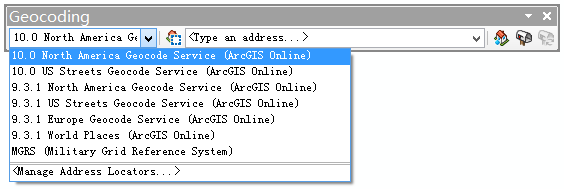 Geocoding
10.0 North America Ge <Type an address...>
10.0 North America Geocode Service (ArcGIS Online)
10.0 US Streets Geocode Service (ArcGIS Online)
9.3.1 North America Geocode Service (ArcGIS Online)
9.3.1 US Streets Geocode Service (ArcGIS Online)
9.3.1 Europe Geocode Service (ArcGIS Online)
9.3.1 World Places (ArcGIS Online)
MGRS (Military Grid Reference System)
<Manage Address Locators...>